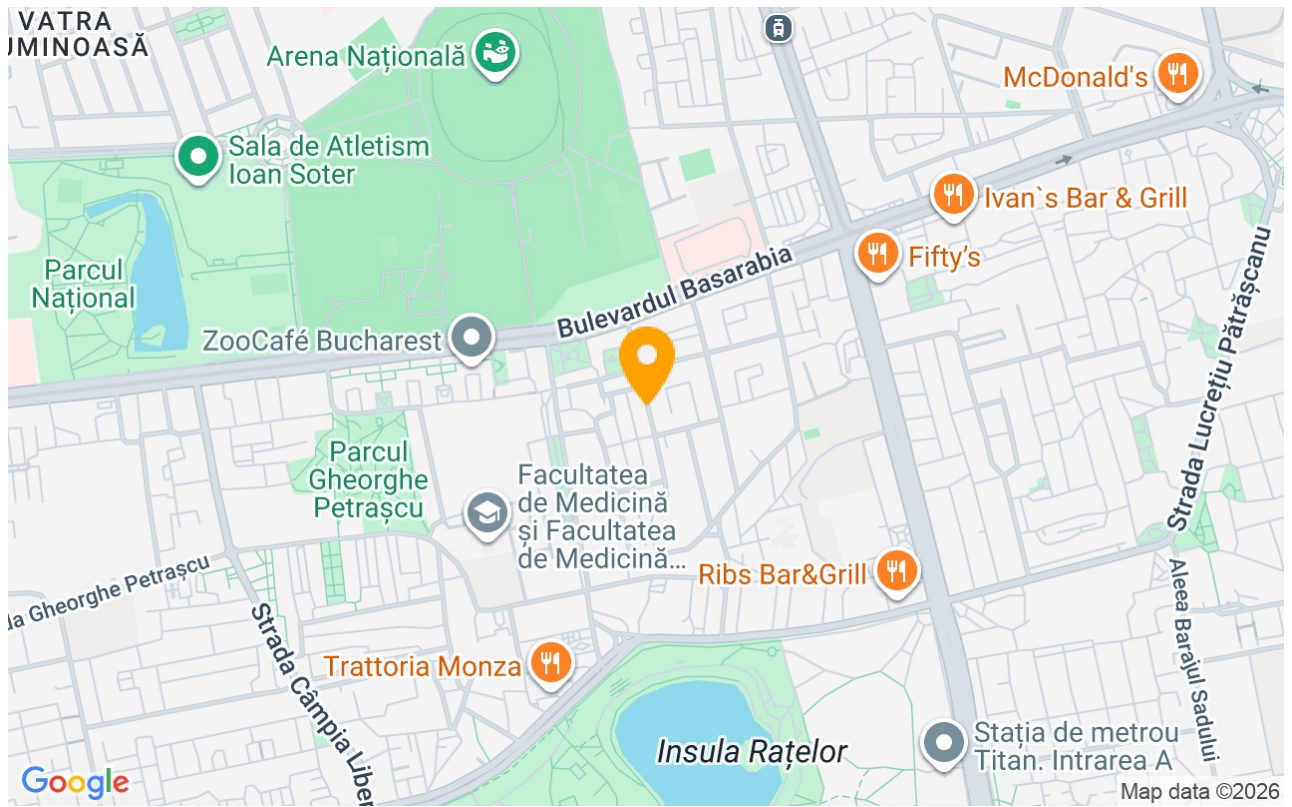 VATRA
UMINOASĂ
Arena Națională
McDonald's
Sala de Atletism
Ioan Soter
Ivan`s Bar & Grill
Fifty’s
Parcul
Național
Bulevardul Basarabia
ZooCafé Bucharest
Strada Lucrețiu Pătrășcanu
Parcul
Gheorghe
Petrașcu
Facultatea
de Medicină
și Facultatea
de Medicină...
da Gheorghe Petrașcu
Ribs Bar&Grill
Aleea Barajul Sadului
Strada Câmpia Liber
Trattoria Monza
Insula Rațelor
Stația de metrou
Titan. Intrarea A
Google
Map data ©2026